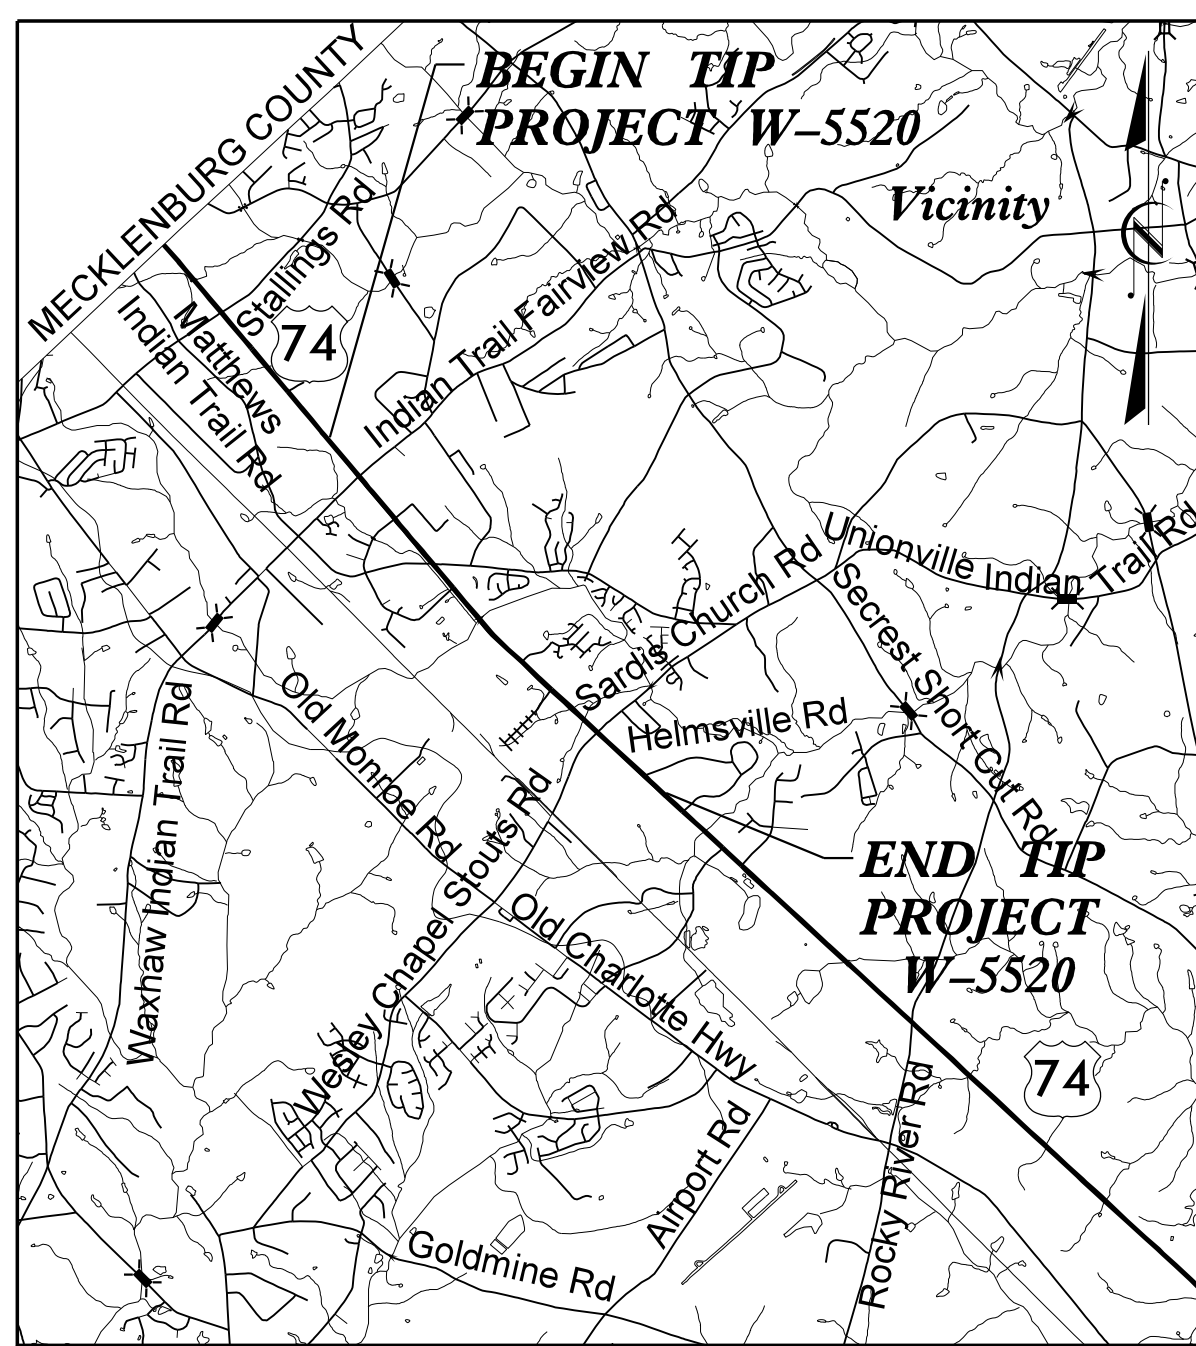 BEGIN TIP
PROJECT W–5520
MECKLENBURG COUNTY
Vicinity
Stallings Rd
Indian Trail Fairview Rd
Matthews
Indian Trail Rd
74
Unionville Indian Trail Rd
Sardis Church Rd
Secrest Short Cut Rd
Helmsville Rd
Old Monroe Rd
Waxhaw Indian Trail Rd
Wesley Chapel Stouts Rd
END TIP
PROJECT
W–5520
Old Charlotte Hwy
74
Airport Rd
Rocky River Rd
Goldmine Rd